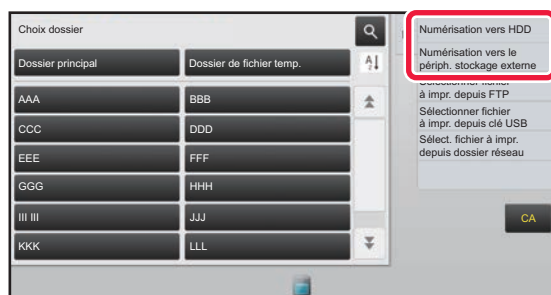 Choix dossier
Dossier principal
Dossier de fichier temp.
AAA
BBB
CCC
DDD
EEE
FFF
GGG
HHH
III III
JJJ
KKK
LLL
Numérisation vers HDD
Numérisation vers le
périph. stockage externe
Sélectionner fichier
à impr. depuis FTP
Sélectionner fichier
à impr. depuis clé USB
Sélect. fichier à impr.
depuis dossier réseau
CA